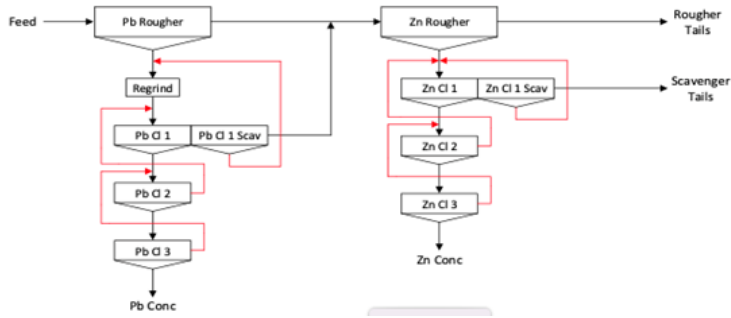 Feed
Pb Rougher
Zn Rougher
Rougher
Tails
Regrind
Zn Cl 1
Zn Cl 1 Scav
Scavenger
Tails
Pb Cl 1
Pb Cl 1 Scav
Zn Cl 2
Pb Cl 2
Zn Cl 3
Pb Cl 3
Zn Conc
Pb Conc